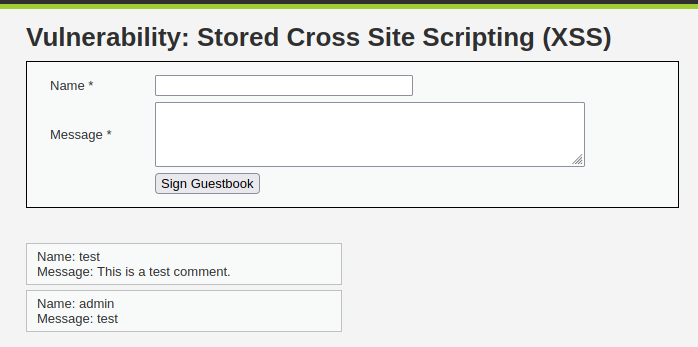 Vulnerability: Stored Cross Site Scripting (XSS)
Name *
Message *
Sign Guestbook
Name: test
Message: This is a test comment.
Name: admin
Message: test